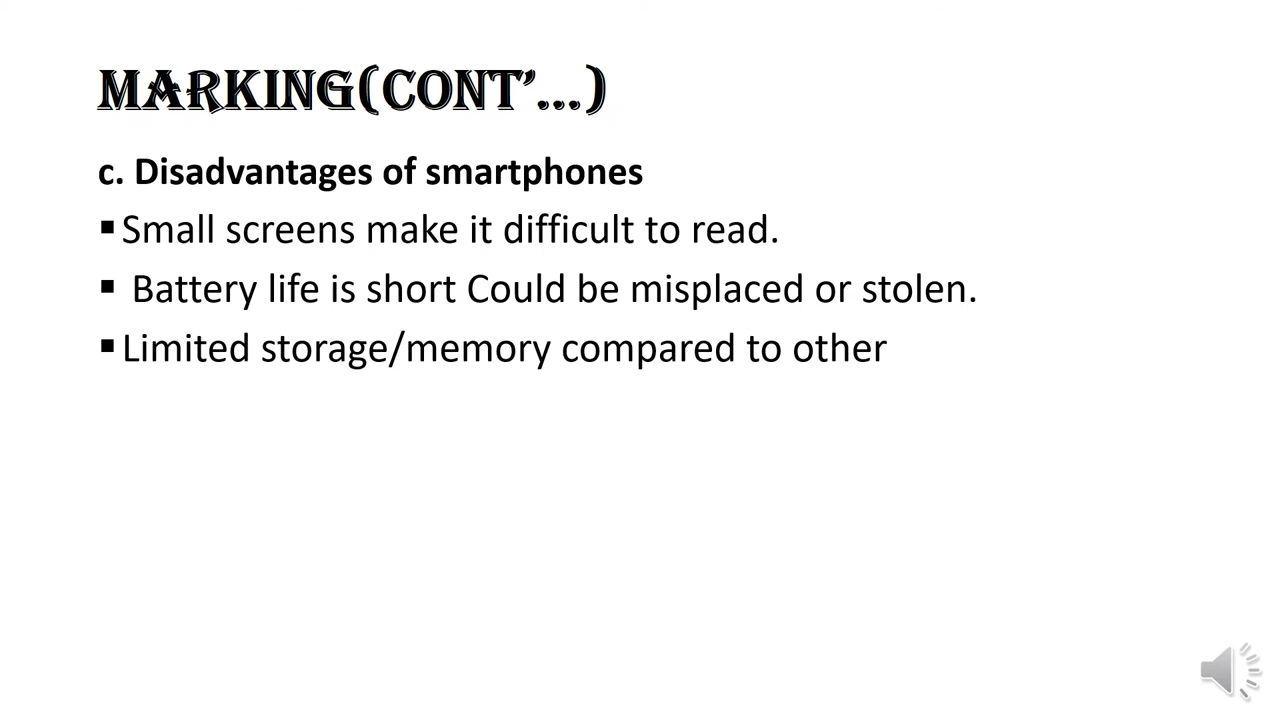 MARKING(CONT'...)
c. Disadvantages of smartphones
▪ Small screens make it difficult to read.
▪ Battery life is short Could be misplaced or stolen.
▪ Limited storage/memory compared to other